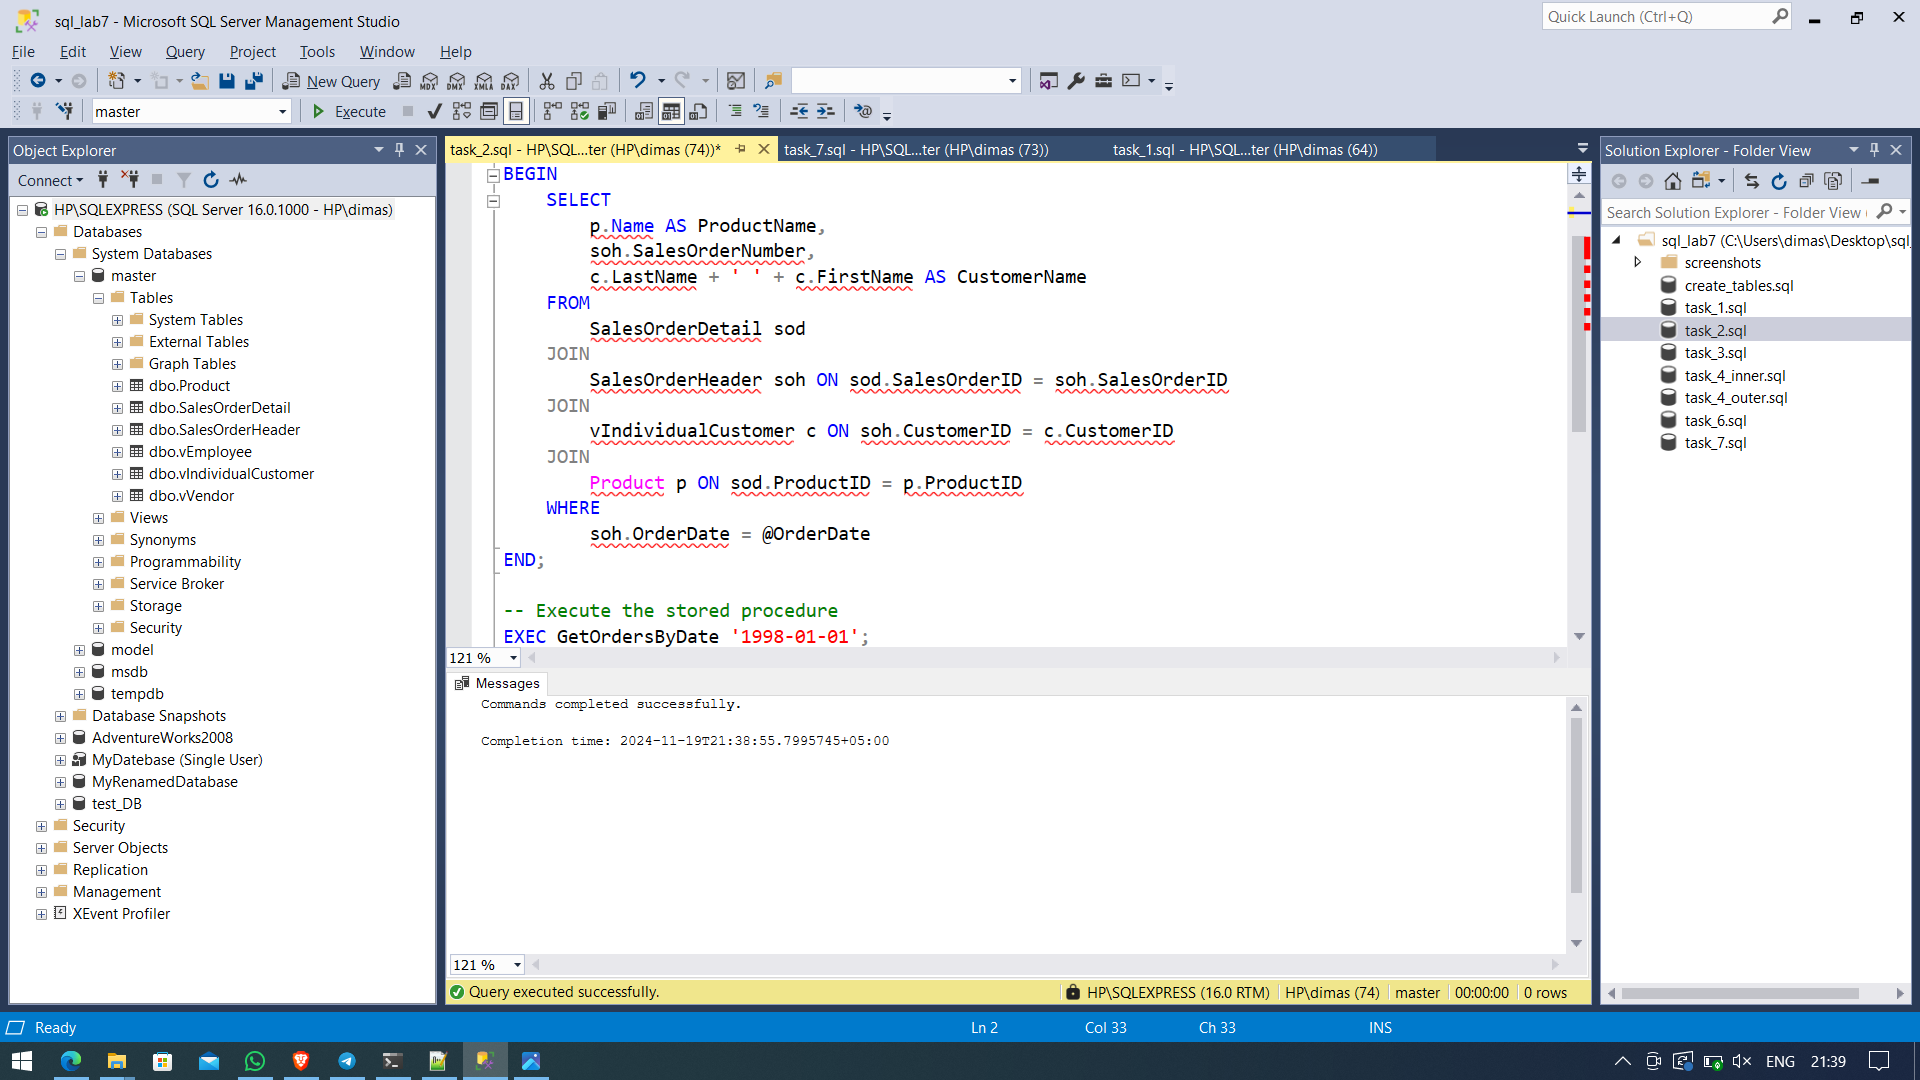 sql_lab7 - Microsoft SQL Server Management Studio
Quick Launch (Ctrl+Q)
File Edit View Query Project Tools Window Help
New Query MDX DMX XMLA DAX
master Execute
Object Explorer
Connect
HP\SQLEXPRESS (SQL Server 16.0.1000 - HP\dimas)
Databases
System Databases
master
Tables
System Tables
External Tables
Graph Tables
dbo.Product
dbo.SalesOrderDetail
dbo.SalesOrderHeader
dbo.vEmployee
dbo.vIndividualCustomer
dbo.vVendor
Views
Synonyms
Programmability
Service Broker
Storage
Security
model
msdb
tempdb
Database Snapshots
AdventureWorks2008
MyDatebase (Single User)
MyRenamedDatabase
test_DB
Security
Server Objects
Replication
Management
XEvent Profiler
task_2.sql - HP\SQL...ter (HP\dimas (74))* task_7.sql - HP\SQL...ter (HP\dimas (73)) task_1.sql - HP\SQL...ter (HP\dimas (64))
BEGIN
SELECT
p.Name AS ProductName,
soh.SalesOrderNumber,
c.LastName + ' ' + c.FirstName AS CustomerName
FROM
SalesOrderDetail sod
JOIN
SalesOrderHeader soh ON sod.SalesOrderID = soh.SalesOrderID
JOIN
vIndividualCustomer c ON soh.CustomerID = c.CustomerID
JOIN
Product p ON sod.ProductID = p.ProductID
WHERE
soh.OrderDate = @OrderDate
END;
-- Execute the stored procedure
EXEC GetOrdersByDate '1998-01-01';
121 %
Messages
Commands completed successfully.
Completion time: 2024-11-19T21:38:55.7995745+05:00
121 %
Query executed successfully. HP\SQLEXPRESS (16.0 RTM) HP\dimas (74) master 00:00:00 0 rows
Solution Explorer - Folder View
Search Solution Explorer - Folder View (
sql_lab7 (C:\Users\dimas\Desktop\sql_
screenshots
create_tables.sql
task_1.sql
task_2.sql
task_3.sql
task_4_inner.sql
task_4_outer.sql
task_6.sql
task_7.sql
Ready Ln 2 Col 33 Ch 33 INS
ENG 21:39